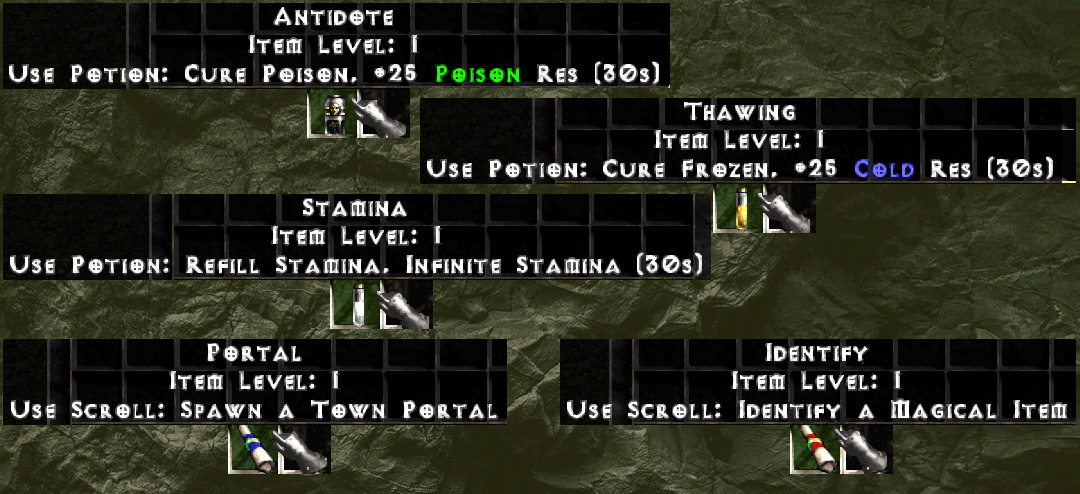 Antidote
Item Level: 1
Use Potion: Cure Poison, +25 Poison Res (30s)
Thawing
Item Level: 1
Use Potion: Cure Frozen, +25 Cold Res (30s)
Stamina
Item Level: 1
Use Potion: Refill Stamina, Infinite Stamina (30s)
Portal
Item Level: 1
Use Scroll: Spawn a Town Portal
Identify
Item Level: 1
Use Scroll: Identify a Magical Item